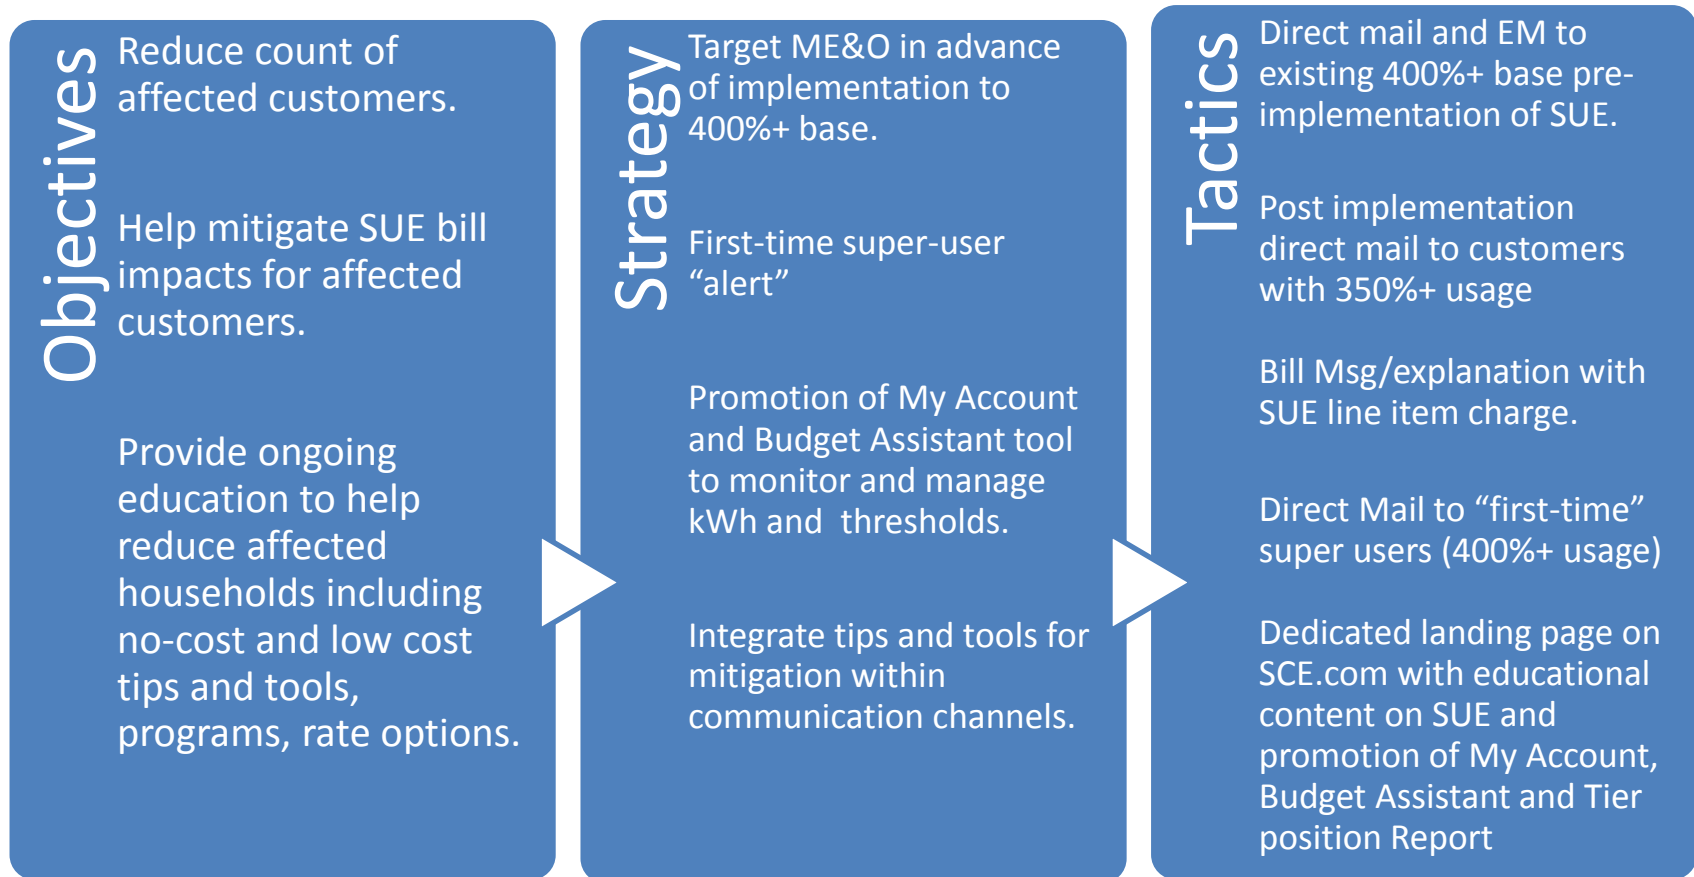 Objectives
Reduce count of
affected customers.
Help mitigate SUE bill
impacts for affected
customers.
Provide ongoing
education to help
reduce affected
households including
no-cost and low cost
tips and tools,
programs, rate options.
Strategy
Target ME&O in advance
of implementation to
400%+ base.
First-time super-user
“alert”
Promotion of My Account
and Budget Assistant tool
to monitor and manage
kWh and  thresholds.
Integrate tips and tools for
mitigation within
communication channels.
Tactics
Direct mail and EM to
existing 400%+ base pre-
implementation of SUE.
Post implementation
direct mail to customers
with 350%+ usage
Bill Msg/explanation with
SUE line item charge.
Direct Mail to “first-time”
super users (400%+ usage)
Dedicated landing page on
SCE.com with educational
content on SUE and
promotion of My Account,
Budget Assistant and Tier
position Report